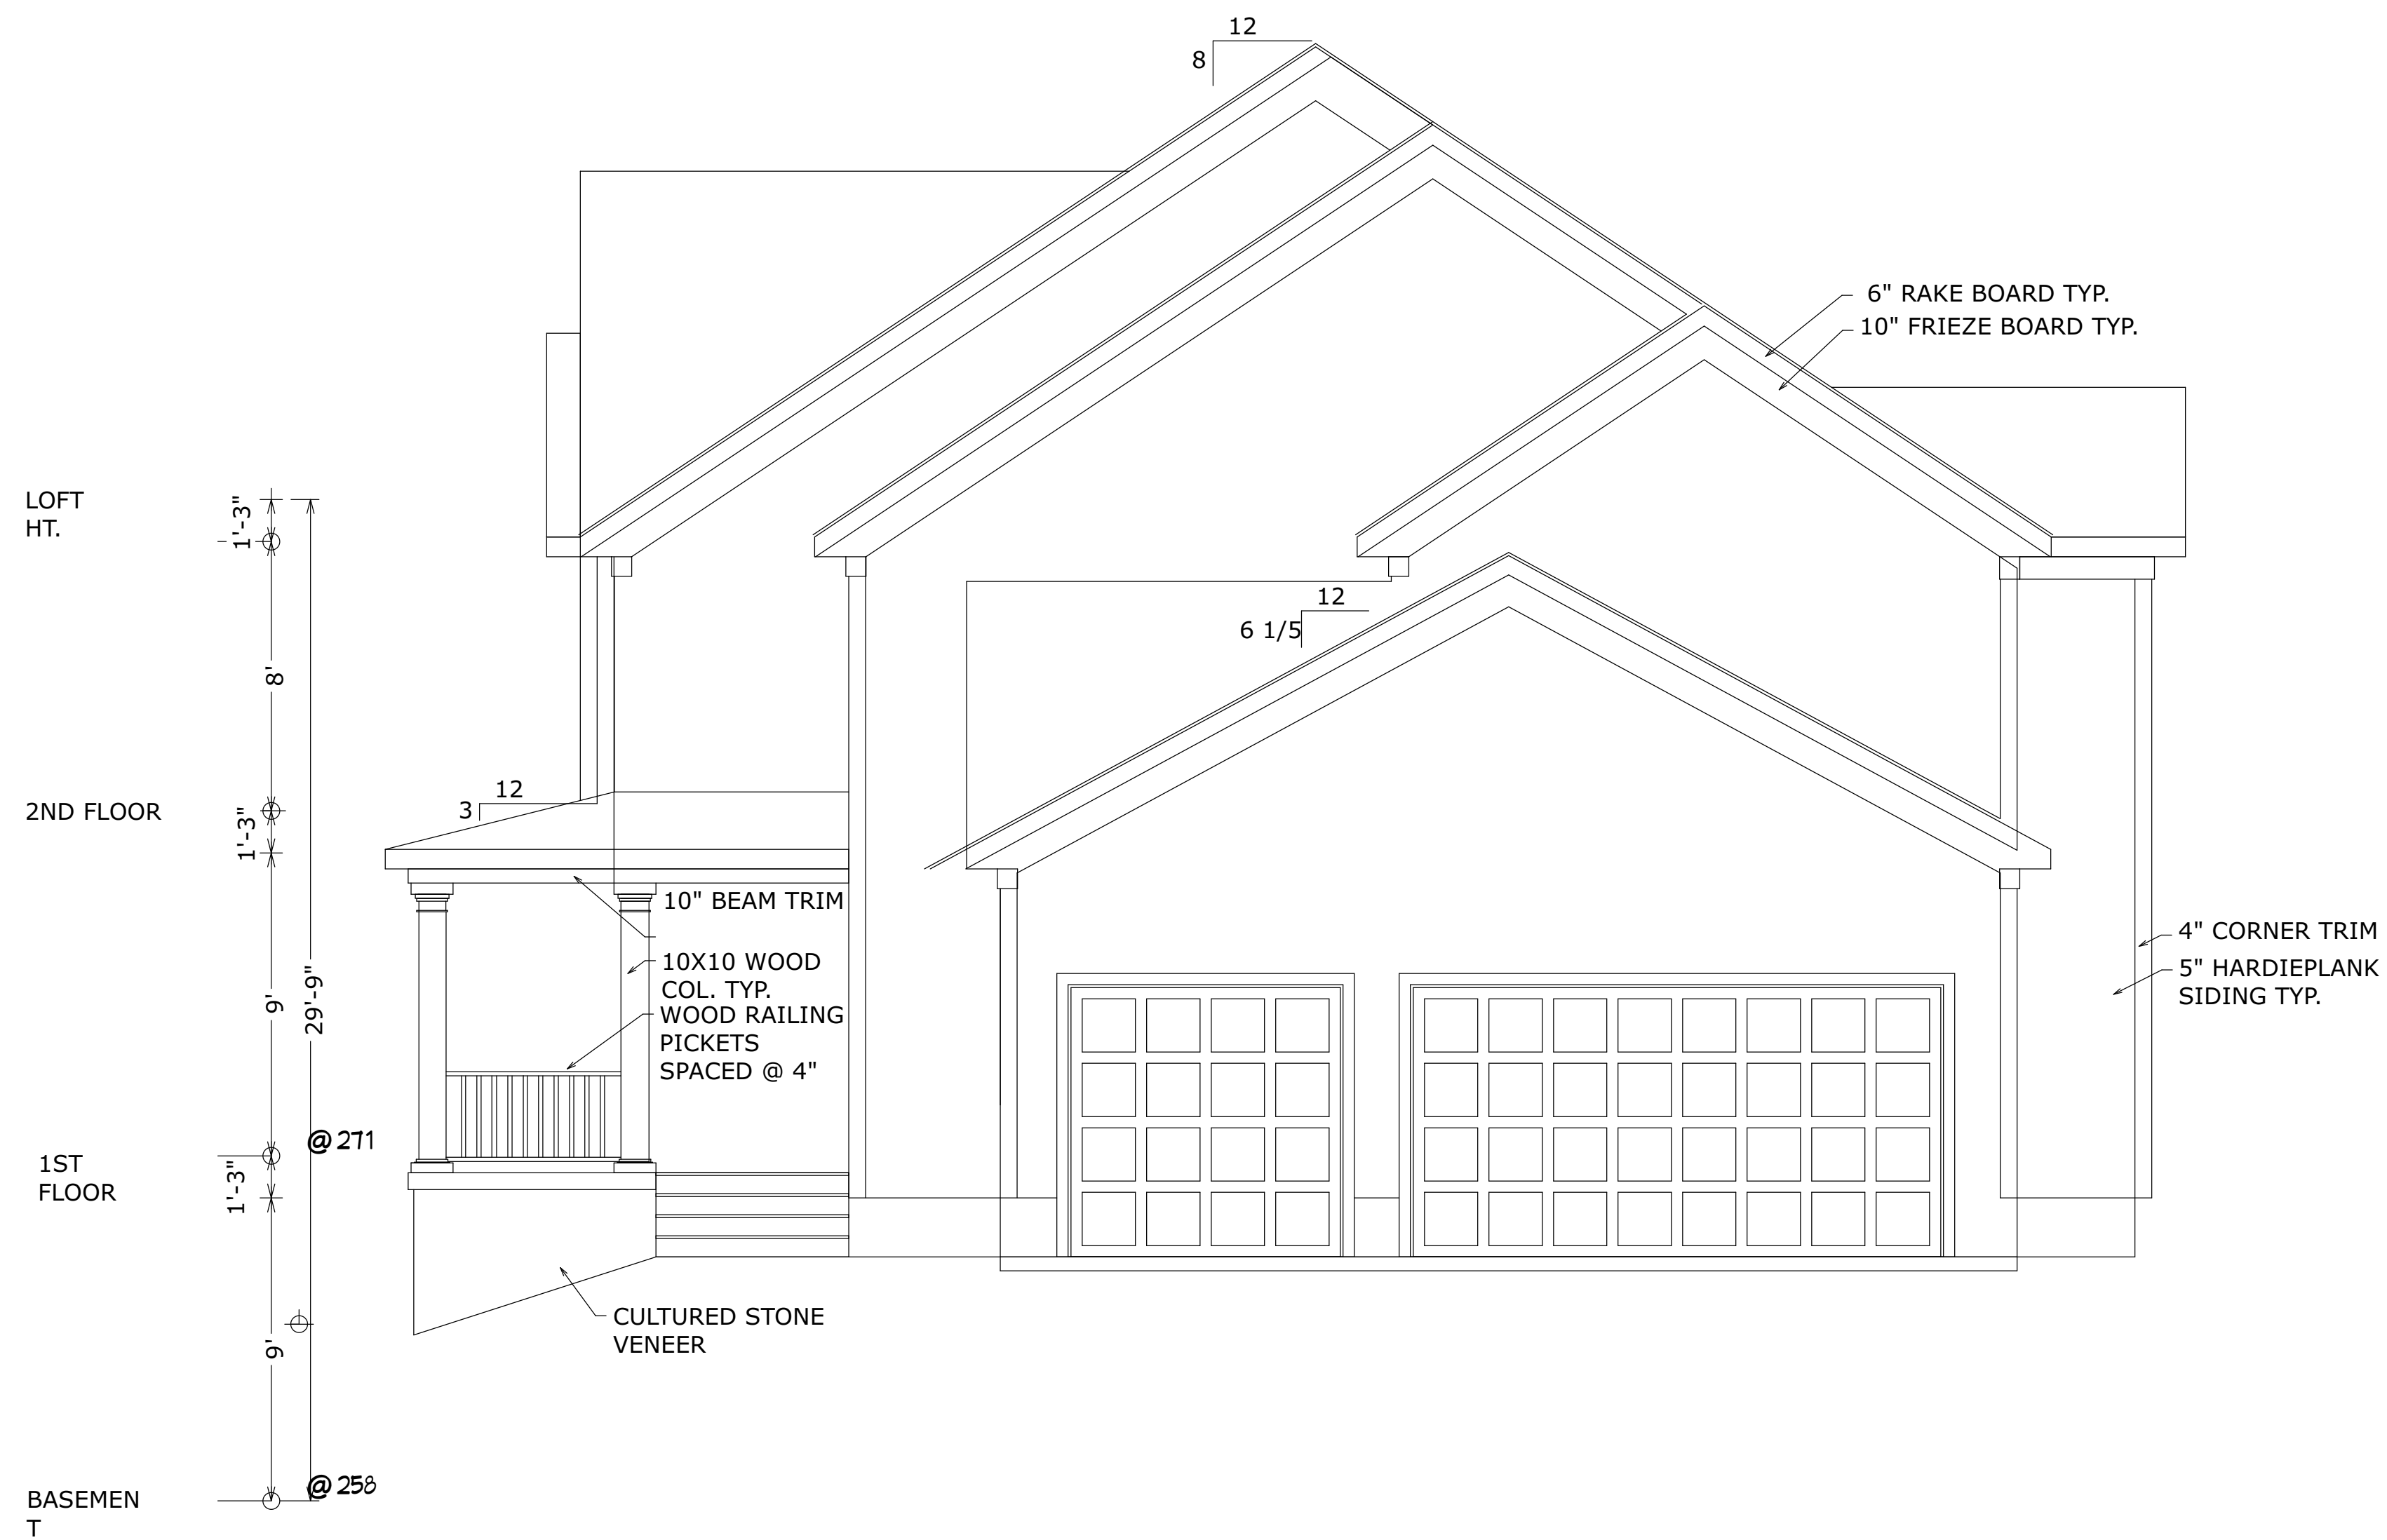 12
8
6" RAKE BOARD TYP.
10" FRIEZE BOARD TYP.
LOFT
HT.
1'-3"
12
6 1/5
8'
12
3
2ND FLOOR
1'-3"
10" BEAM TRIM
4" CORNER TRIM
10X10 WOOD
COL. TYP.
5" HARDIEPLANK
SIDING TYP.
9'
29'-9"
WOOD RAILING
PICKETS
SPACED @ 4"
@ 271
1ST
FLOOR
1'-3"
CULTURED STONE
VENEER
9'
@ 258
BASEMEN
T